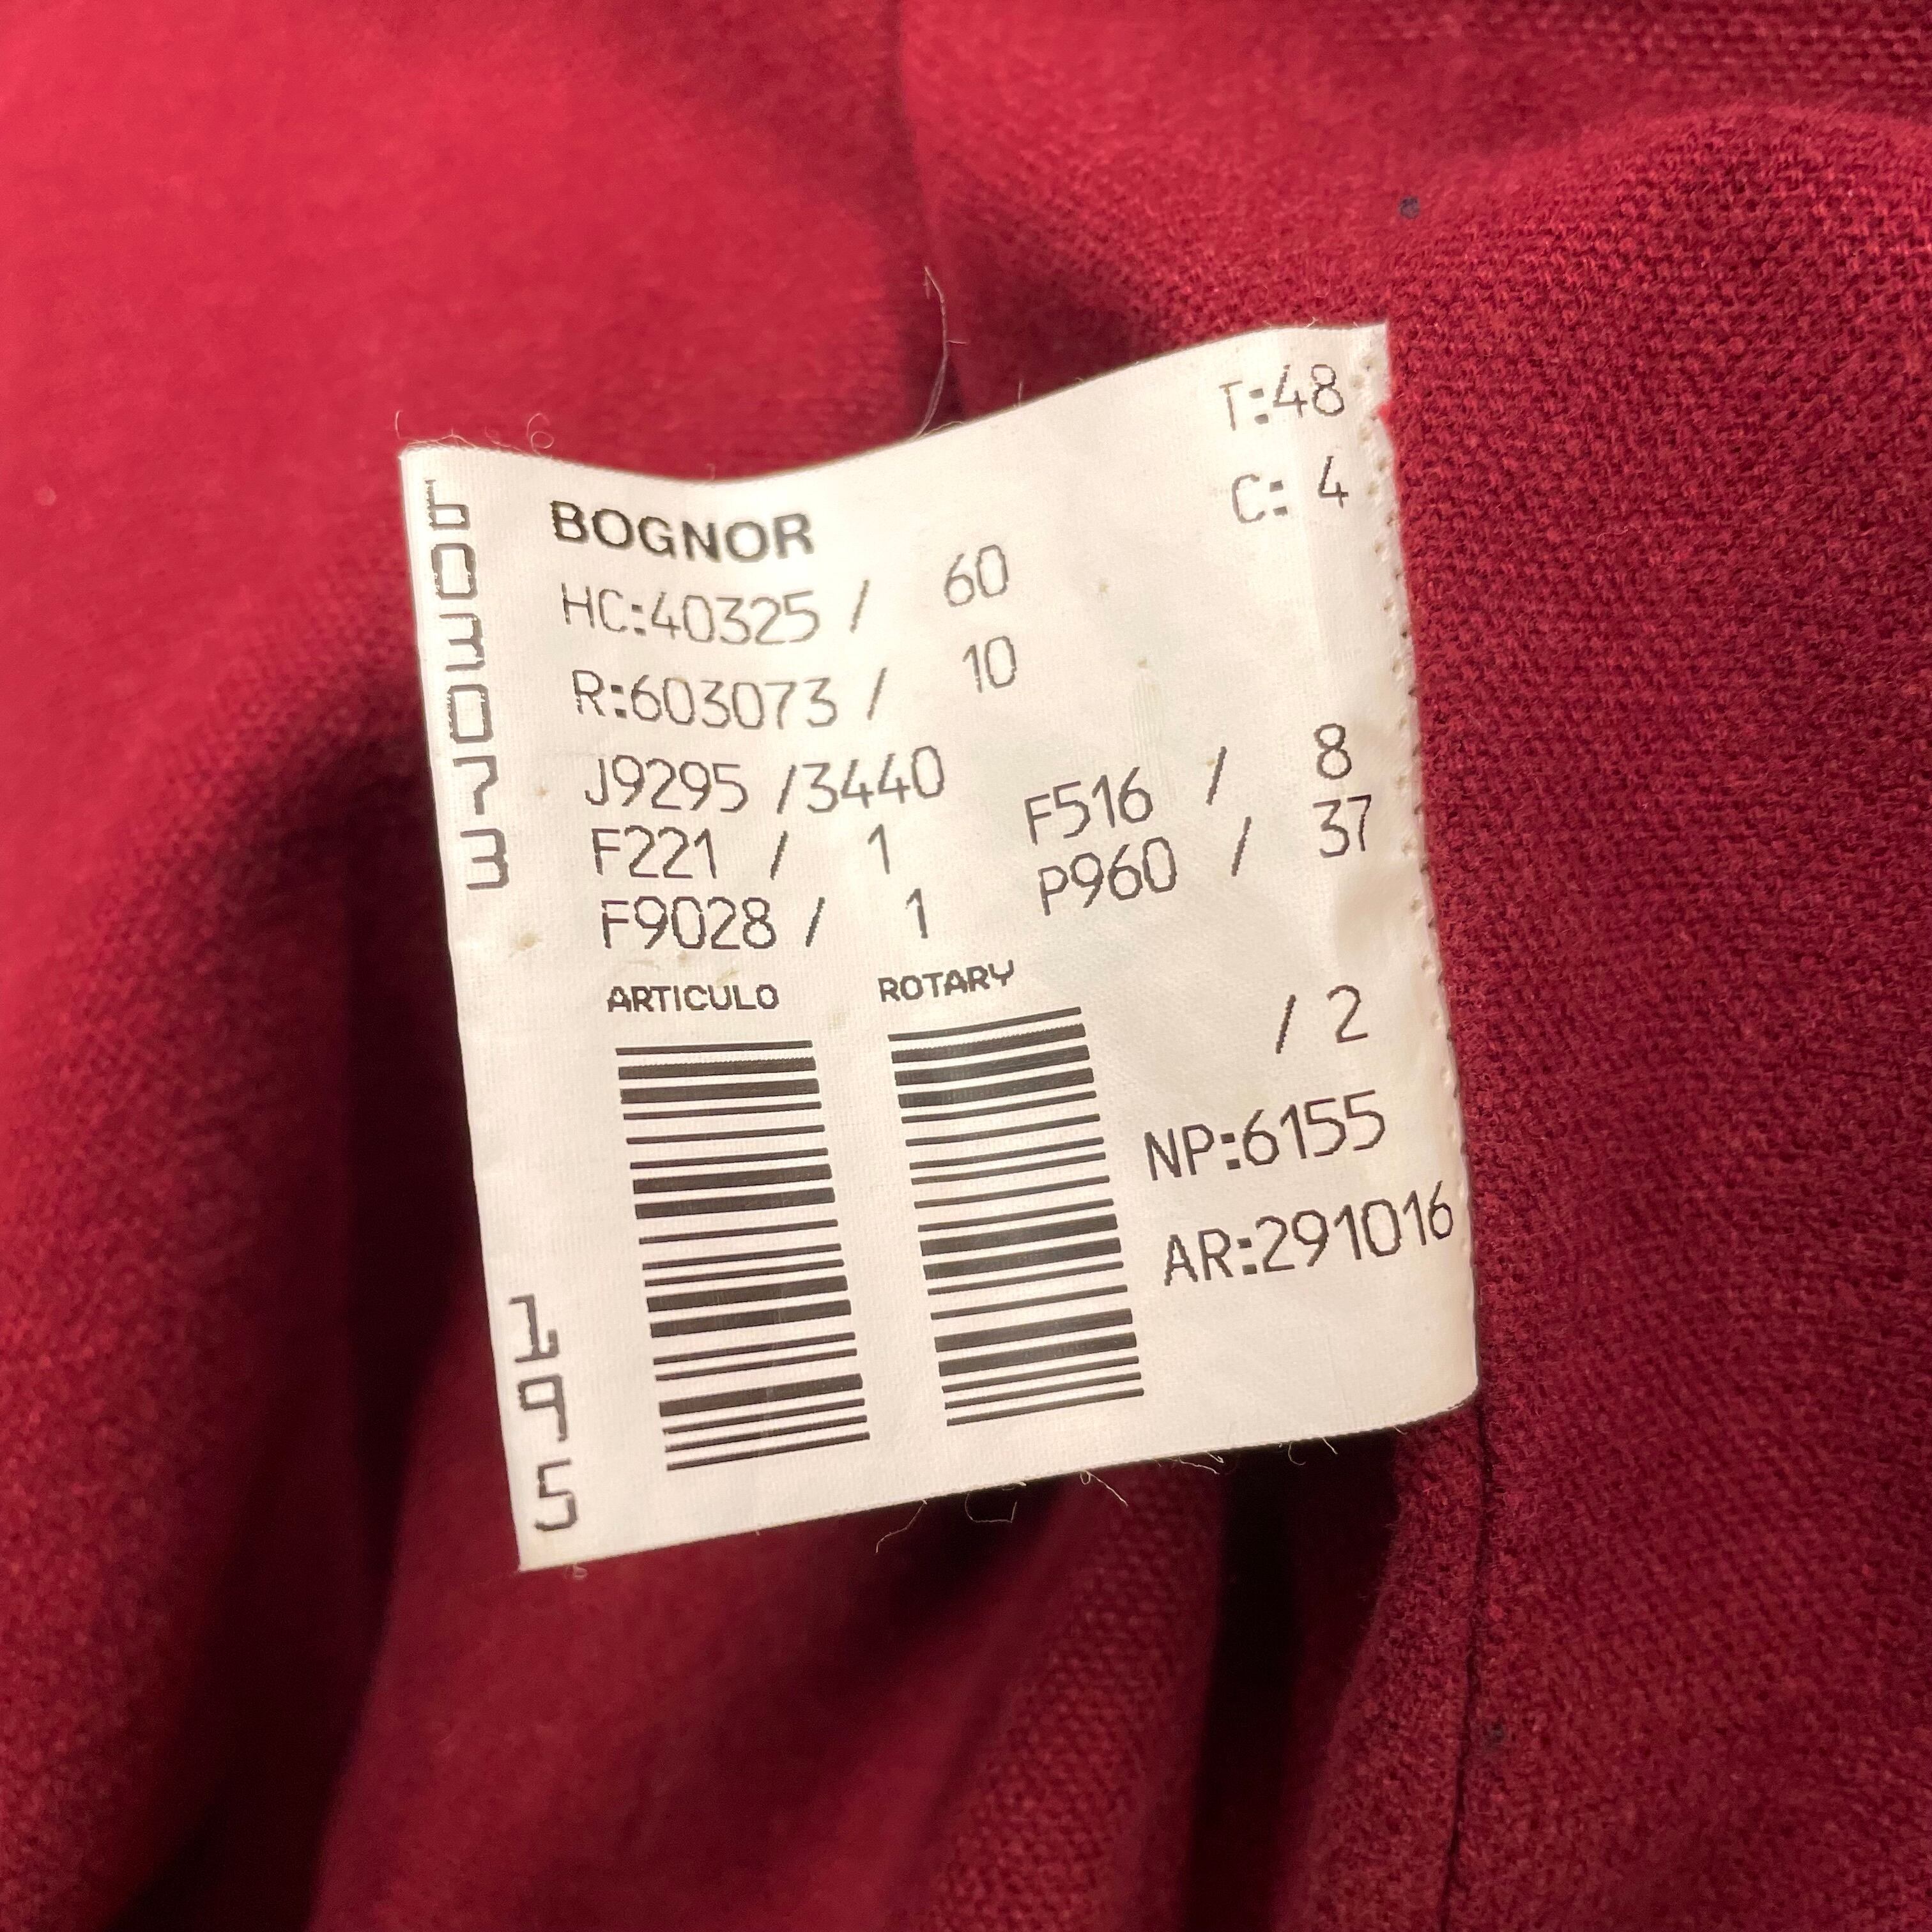 T:48
C: 4
BOGNOR
HC:40325 / 60
R:603073 / 10
J9295 /3440
F516 / 8
F221 / 1
P960 / 37
F9028 / 1
ARTICULO ROTARY
/ 2
NP:6155
AR:291016
603073
195